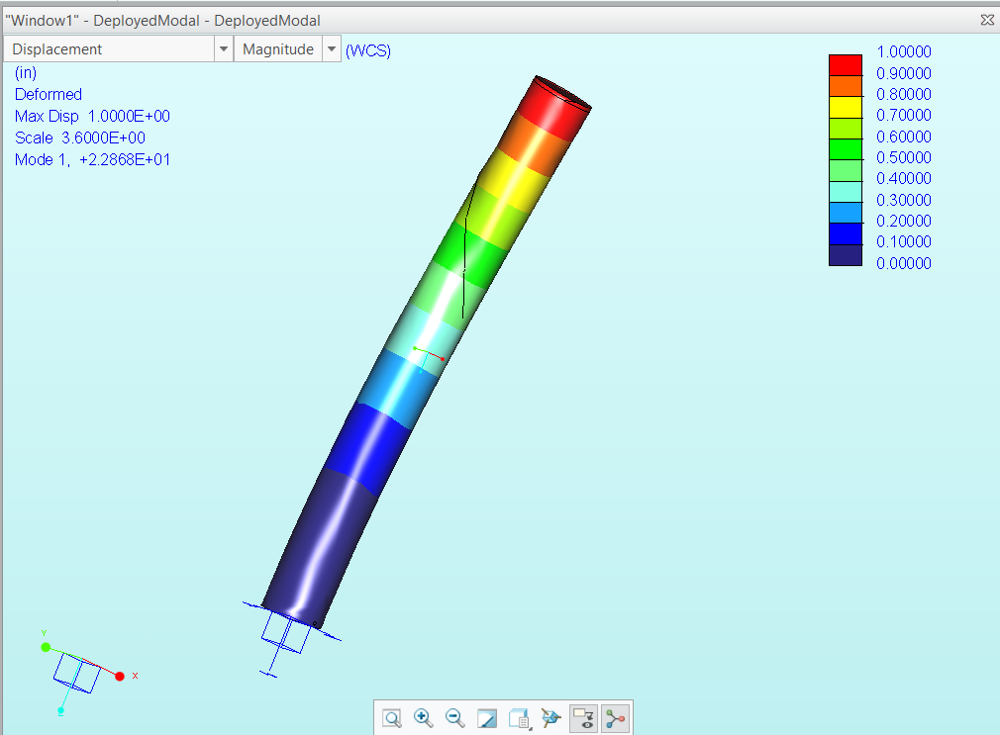 "Window1" - DeployedModal - DeployedModal
Displacement Magnitude (WCS)
(in)
Deformed
Max Disp 1.0000E+00
Scale 3.6000E+00
Mode 1, +2.2868E+01
1.00000
0.90000
0.80000
0.70000
0.60000
0.50000
0.40000
0.30000
0.20000
0.10000
0.00000
Y
X
Z